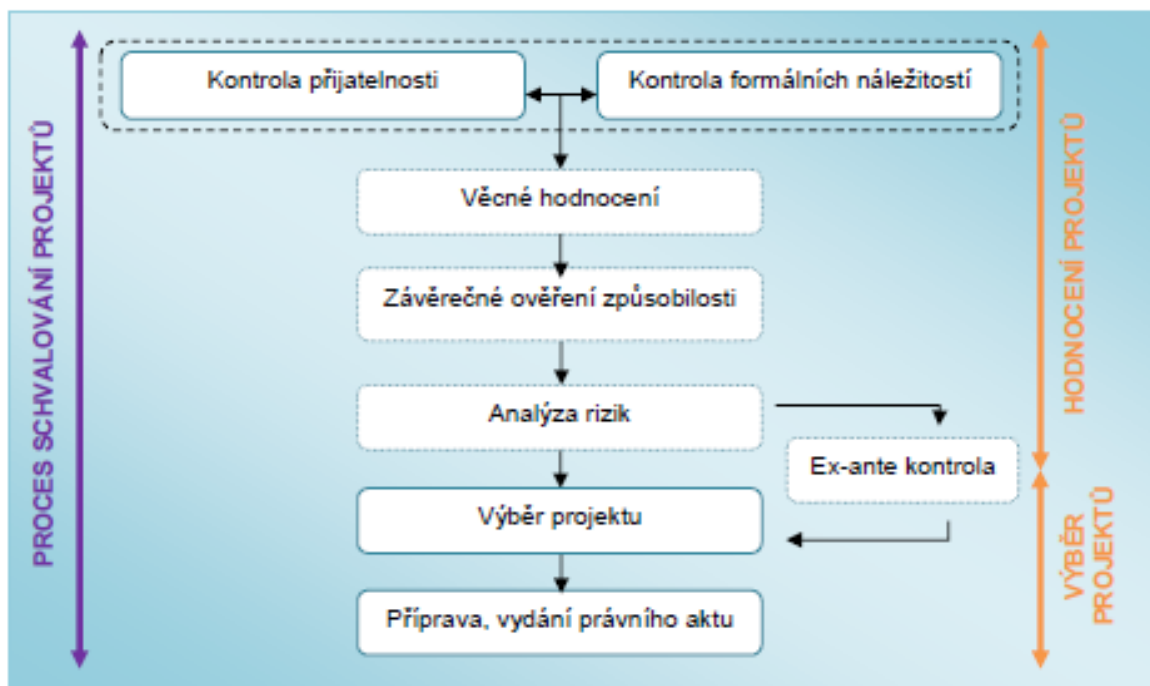 PROCES SCHVALOVÁNÍ PROJEKTŮ
Kontrola přijatelnosti
Kontrola formálních náležitostí
Věcné hodnocení
Závěrečné ověření způsobilosti
Analýza rizik
Ex-ante kontrola
Výběr projektu
Příprava, vydání právního aktu
HODNOCENÍ PROJEKTŮ
VÝBĚR
PROJEKTŮ